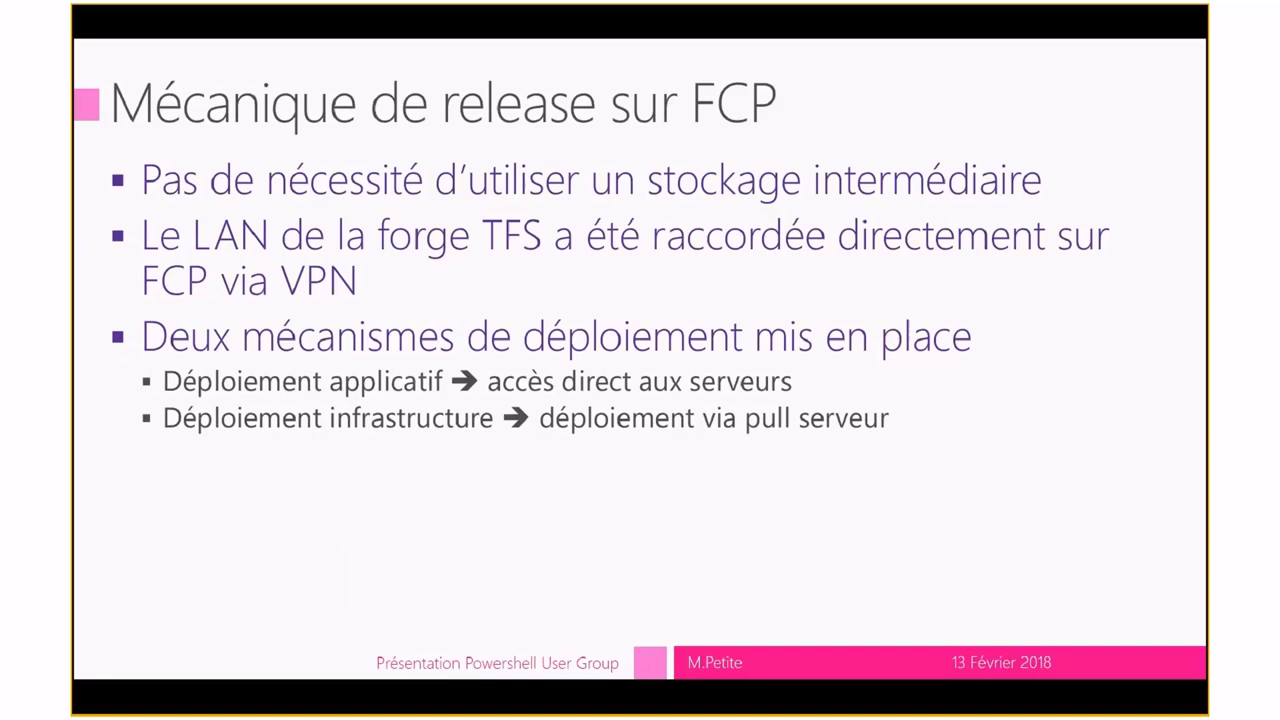 Mécanique de release sur FCP
▪ Pas de nécessité d’utiliser un stockage intermédiaire
▪ Le LAN de la forge TFS a été raccordée directement sur
FCP via VPN
▪ Deux mécanismes de déploiement mis en place
▪ Déploiement applicatif ➔ accès direct aux serveurs
▪ Déploiement infrastructure ➔ déploiement via pull serveur
Présentation Powershell User Group M.Petite 13 Février 2018